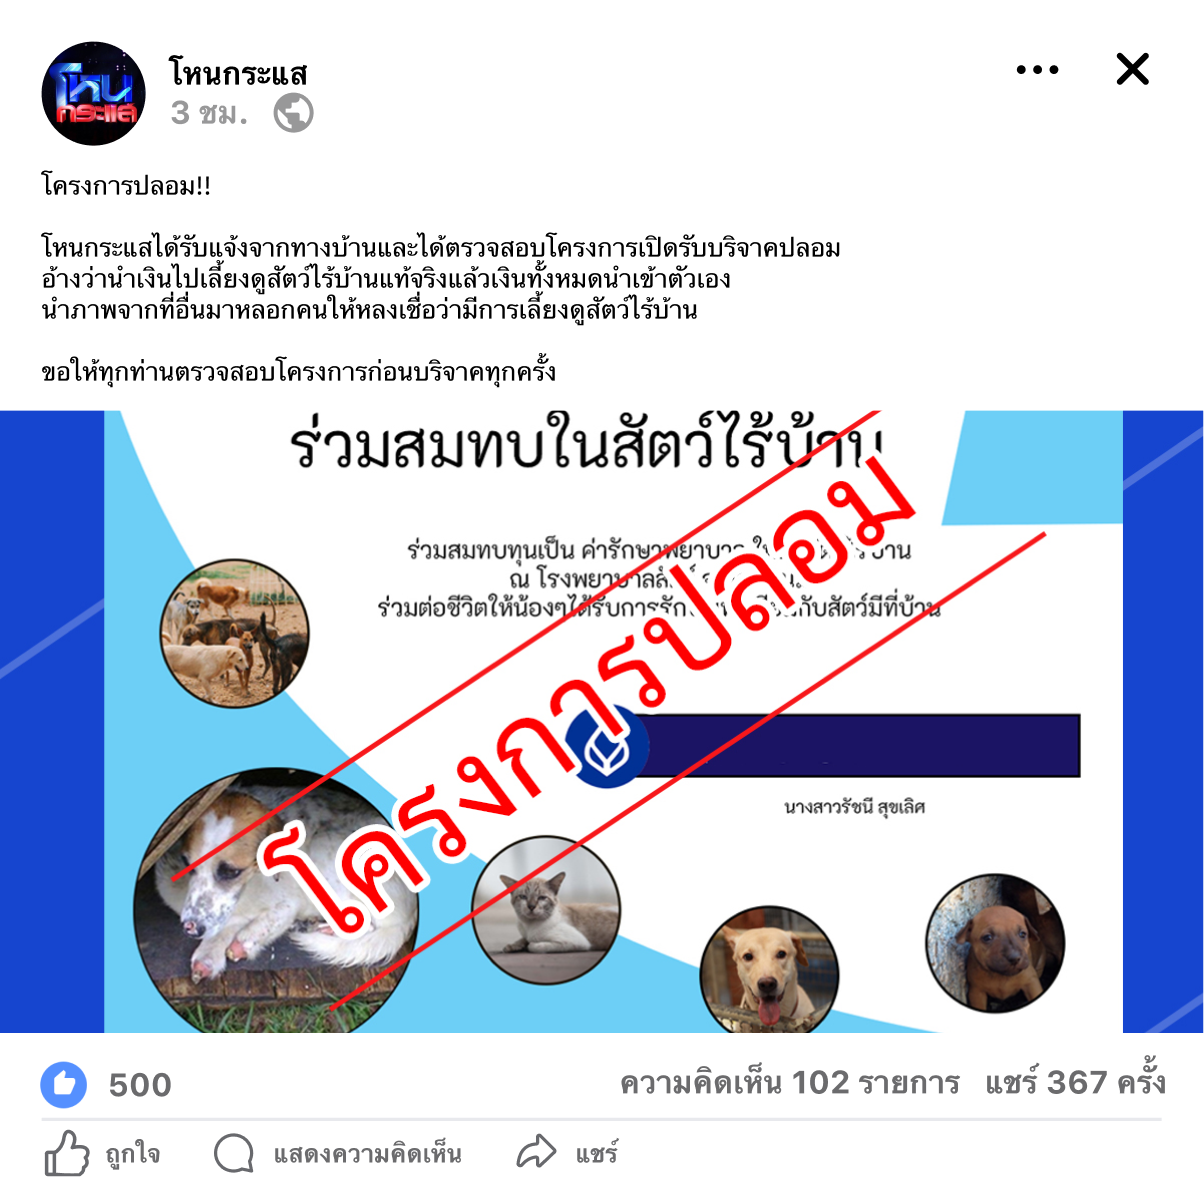 โหนกระแส
โหนกระแส
3 ชม.
โครงการปลอม!!
โหนกระแสได้รับแจ้งจากทางบ้านและได้ตรวจสอบโครงการเปิดรับบริจาคปลอม
อ้างว่านำเงินไปเลี้ยงดูสัตว์ไร้บ้านแท้จริงแล้วเงินทั้งหมดนำเข้าตัวเอง
นำภาพจากที่อื่นมาหลอกคนให้หลงเชื่อว่ามีการเลี้ยงดูสัตว์ไร้บ้าน
ขอให้ทุกท่านตรวจสอบโครงการก่อนบริจาคทุกครั้ง
ร่วมสมทบในสัตว์ไร้บ้าน
ร่วมสมทบทุนเป็น ค่ารักษาพยาบาล
ณ โรงพยาบาล
ร่วมต่อชีวิตให้น้องๆได้รับการ กับสัตว์มีที่บ้าน
โครงการปลอม
นางสาวรัชนี สุขเลิศ
500
ความคิดเห็น 102 รายการ แชร์ 367 ครั้ง
ถูกใจ แสดงความคิดเห็น แชร์